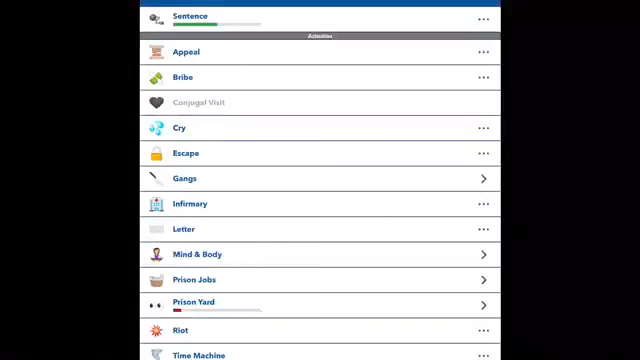 Sentence
Activities
Appeal
Bribe
Conjugal Visit
Cry
Escape
Gangs
Infirmary
Letter
Mind & Body
Prison Jobs
Prison Yard
Riot
Time Machine